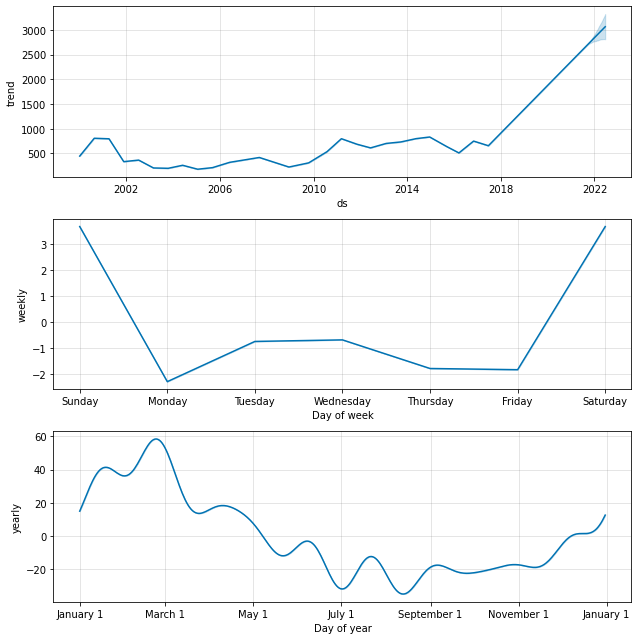 3000
2500
2000
1500
1000
500
trend
2002 2006 2010 2014 2018 2022
ds
3
2
1
0
−1
−2
weekly
Sunday Monday Tuesday Wednesday Thursday Friday Saturday
Day of week
60
40
20
0
−20
yearly
January 1 March 1 May 1 July 1 September 1 November 1 January 1
Day of year